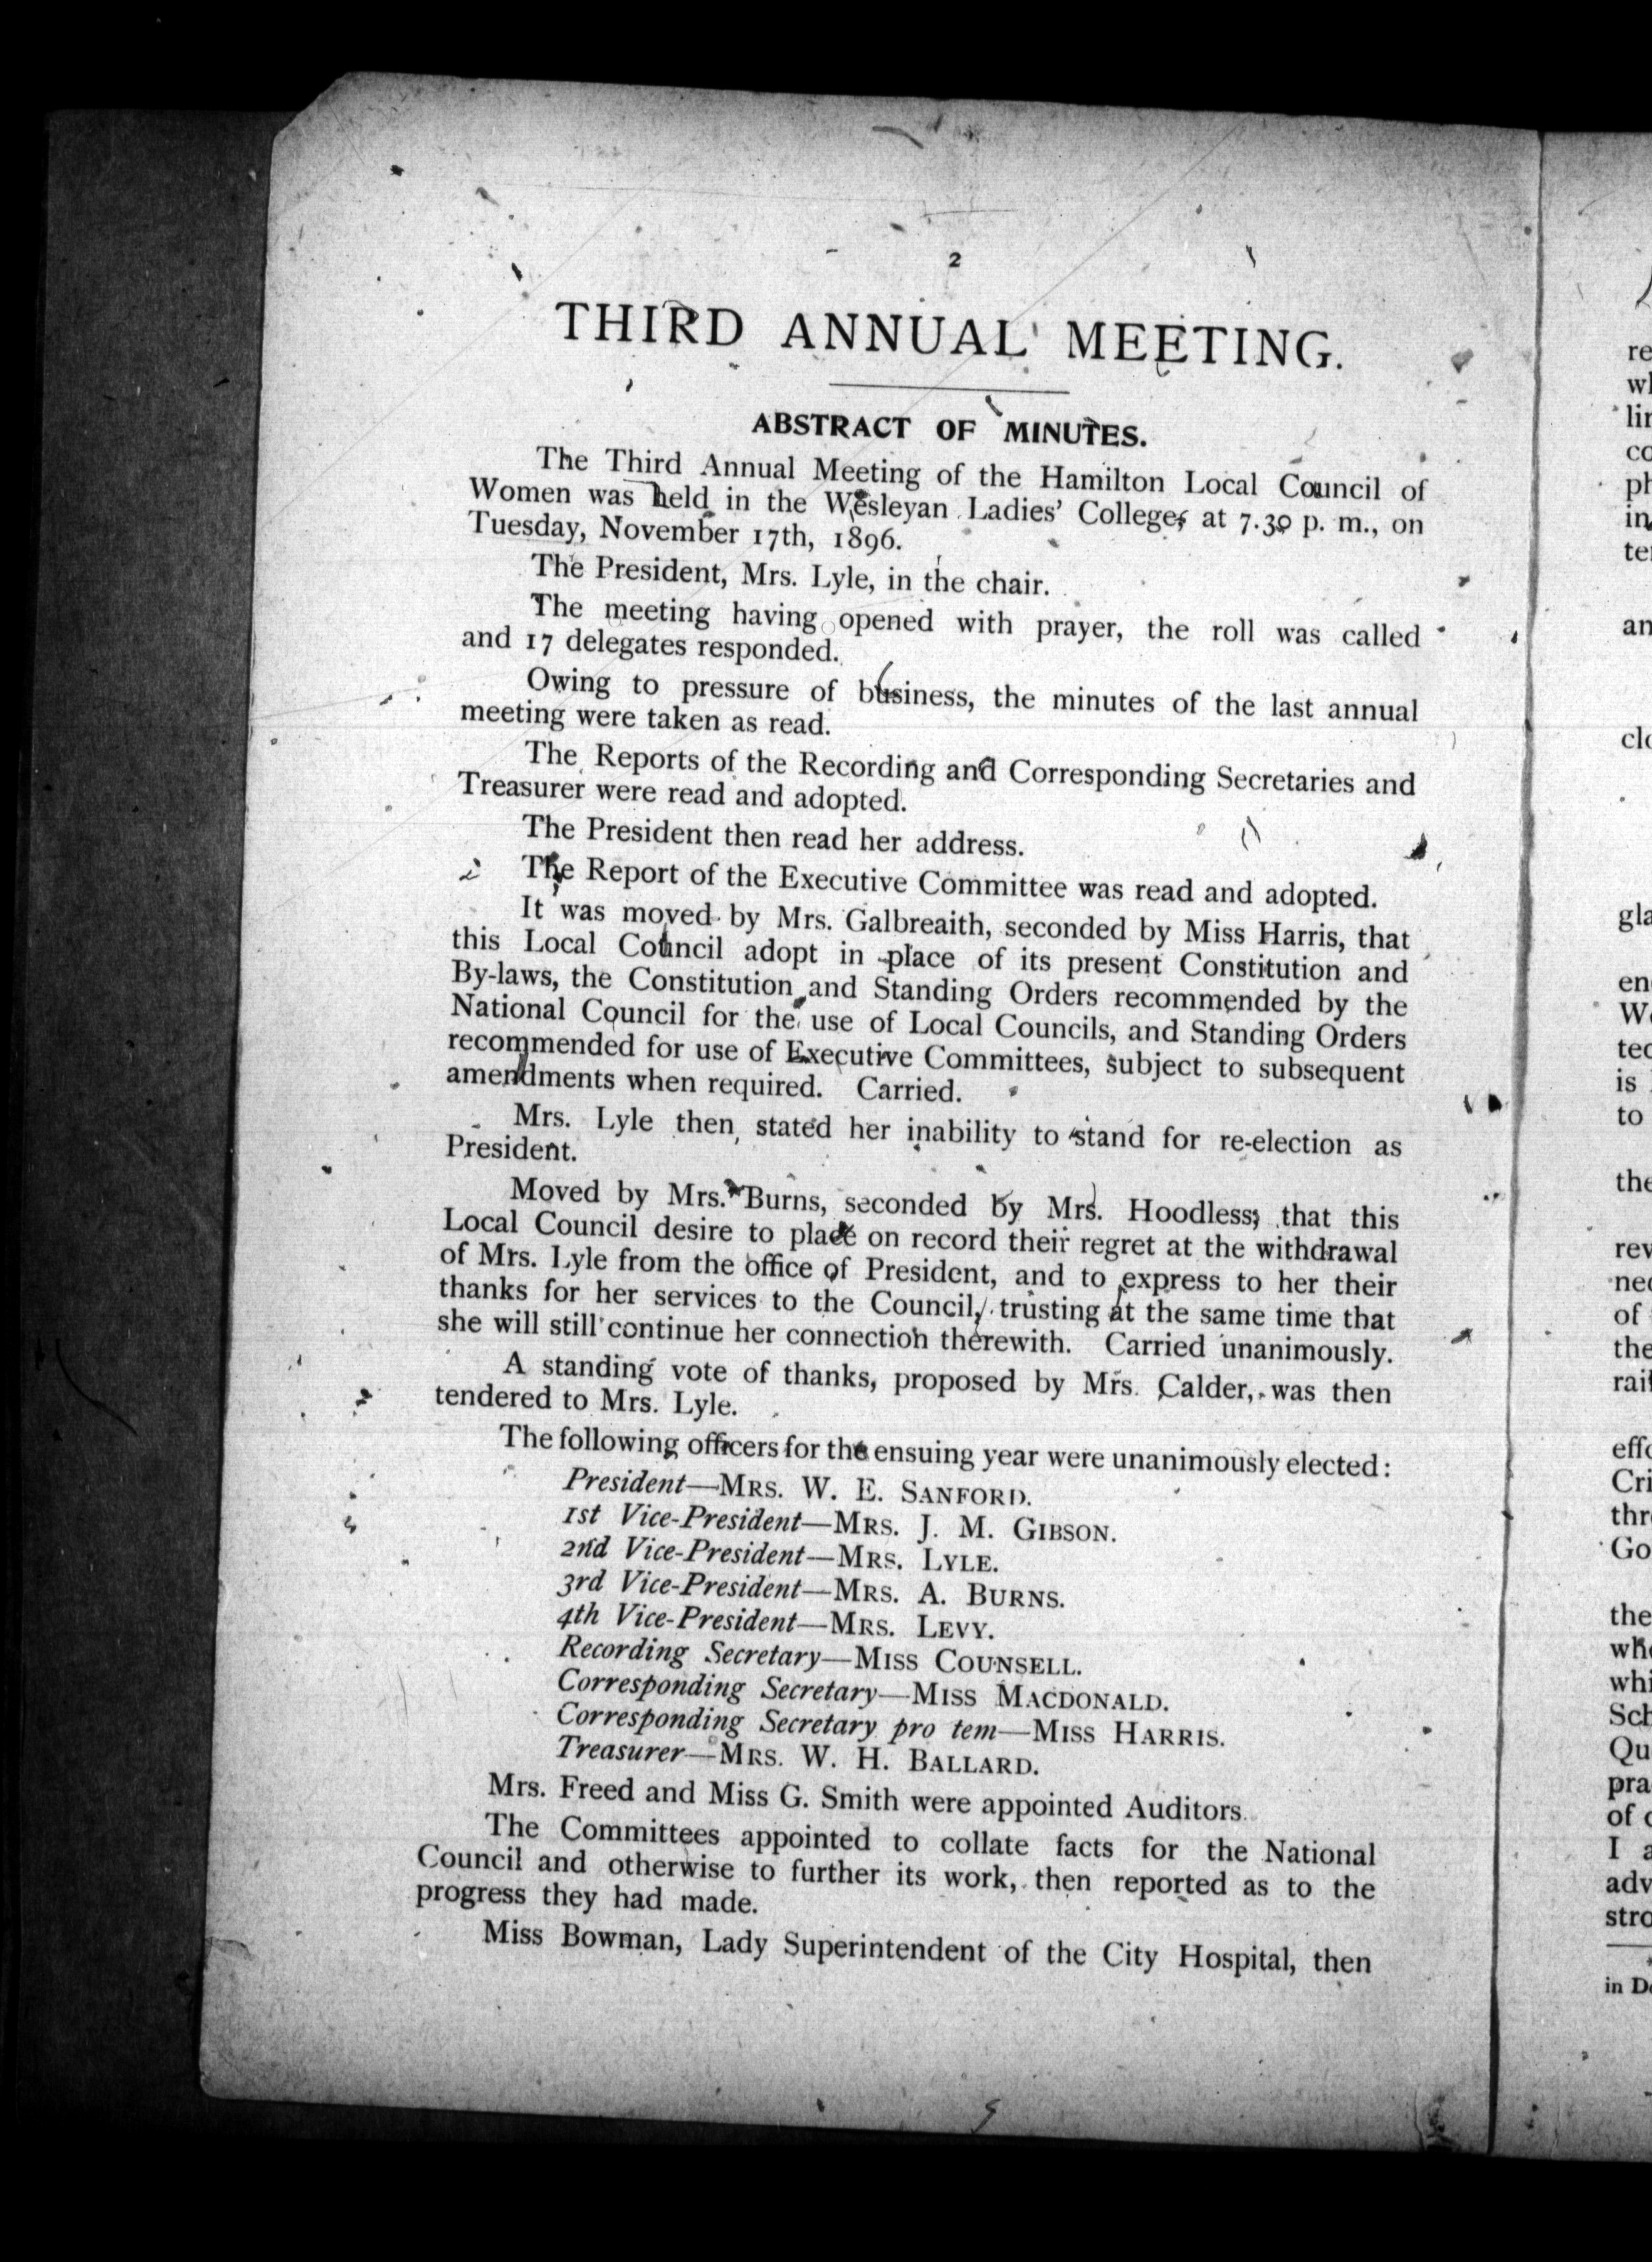 2
THIRD ANNUAL MEETING.
ABSTRACT OF MINUTES.
The Third Annual Meeting of the Hamilton Local Council of
Women was held in the Wesleyan Ladies' College, at 7.30 p. m., on
Tuesday, November 17th, 1896.
The President, Mrs. Lyle, in the chair.
The meeting having opened with prayer, the roll was called
and 17 delegates responded.
Owing to pressure of business, the minutes of the last annual
meeting were taken as read.
The Reports of the Recording and Corresponding Secretaries and
Treasurer were read and adopted.
The President then read her address.
The Report of the Executive Committee was read and adopted.
It was moved by Mrs. Galbreaith, seconded by Miss Harris, that
this Local Council adopt in place of its present Constitution and
By-laws, the Constitution and Standing Orders recommended by the
National Council for the use of Local Councils, and Standing Orders
recommended for use of Executive Committees, subject to subsequent
amendments when required. Carried.
Mrs. Lyle then stated her inability to stand for re-election as
President.
Moved by Mrs. Burns, seconded by Mrs. Hoodless, that this
Local Council desire to place on record their regret at the withdrawal
of Mrs. Lyle from the office of President, and to express to her their
thanks for her services to the Council, trusting at the same time that
she will still continue her connection therewith. Carried unanimously.
A standing vote of thanks, proposed by Mrs. Calder, was then
tendered to Mrs. Lyle.
The following officers for the ensuing year were unanimously elected:
President—MRS. W. E. SANFORD.
1st Vice-President—MRS. J. M. GIBSON.
2nd Vice-President—MRS. LYLE.
3rd Vice-President—MRS. A. BURNS.
4th Vice-President—MRS. LEVY.
Recording Secretary—MISS COUNSELL.
Corresponding Secretary—MISS MACDONALD.
Corresponding Secretary pro tem—MISS HARRIS.
Treasurer—MRS. W. H. BALLARD.
Mrs. Freed and Miss G. Smith were appointed Auditors.
The Committees appointed to collate facts for the National
Council and otherwise to further its work, then reported as to the
progress they had made.
Miss Bowman, Lady Superintendent of the City Hospital, then